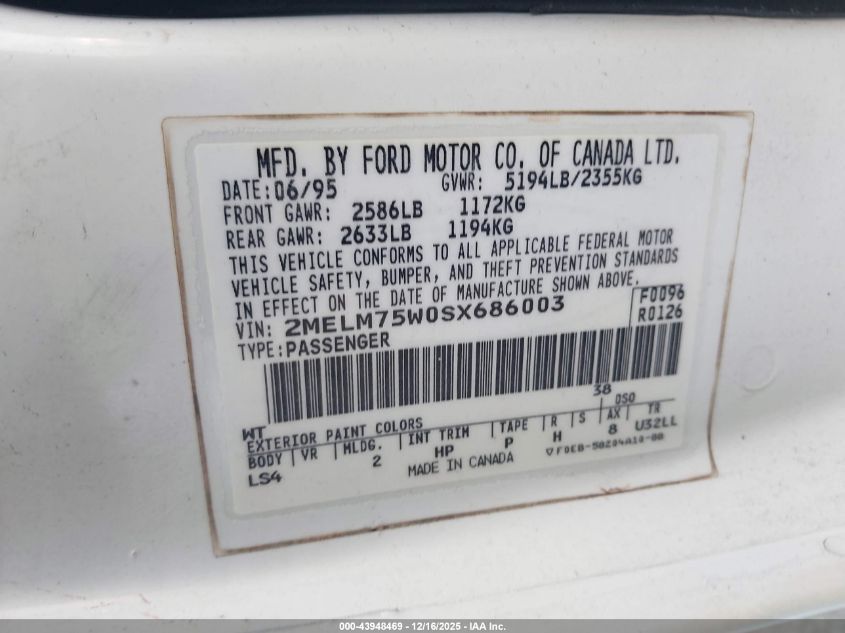 MFD. BY FORD MOTOR CO. OF CANADA LTD.
DATE: 06/95 GVWR: 5194LB/2355KG
FRONT GAWR: 2586LB 1172KG
REAR GAWR: 2633LB 1194KG
THIS VEHICLE CONFORMS TO ALL APPLICABLE FEDERAL MOTOR
VEHICLE SAFETY, BUMPER, AND THEFT PREVENTION STANDARDS
IN EFFECT ON THE DATE OF MANUFACTURE SHOWN ABOVE.
VIN: 2MELM75W0SX686003 F0096
TYPE: PASSENGER R0126
38
WT DSO
EXTERIOR PAINT COLORS
BODY | VR | MLDG. | INT TRIM | TAPE | R | S | AX | TR
LS4 2 HP P H 8 U32LL
MADE IN CANADA ▽F0EB-50204A10-BB
000-43948469 - 12/16/2025 - IAA Inc.